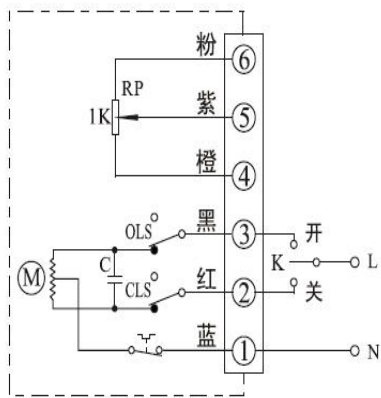 粉 ⑥
RP
1K 紫 ⑤
橙 ④
OLS 黑 ③ 开
K L
M C
CLS 红 ② 关
蓝 ① N